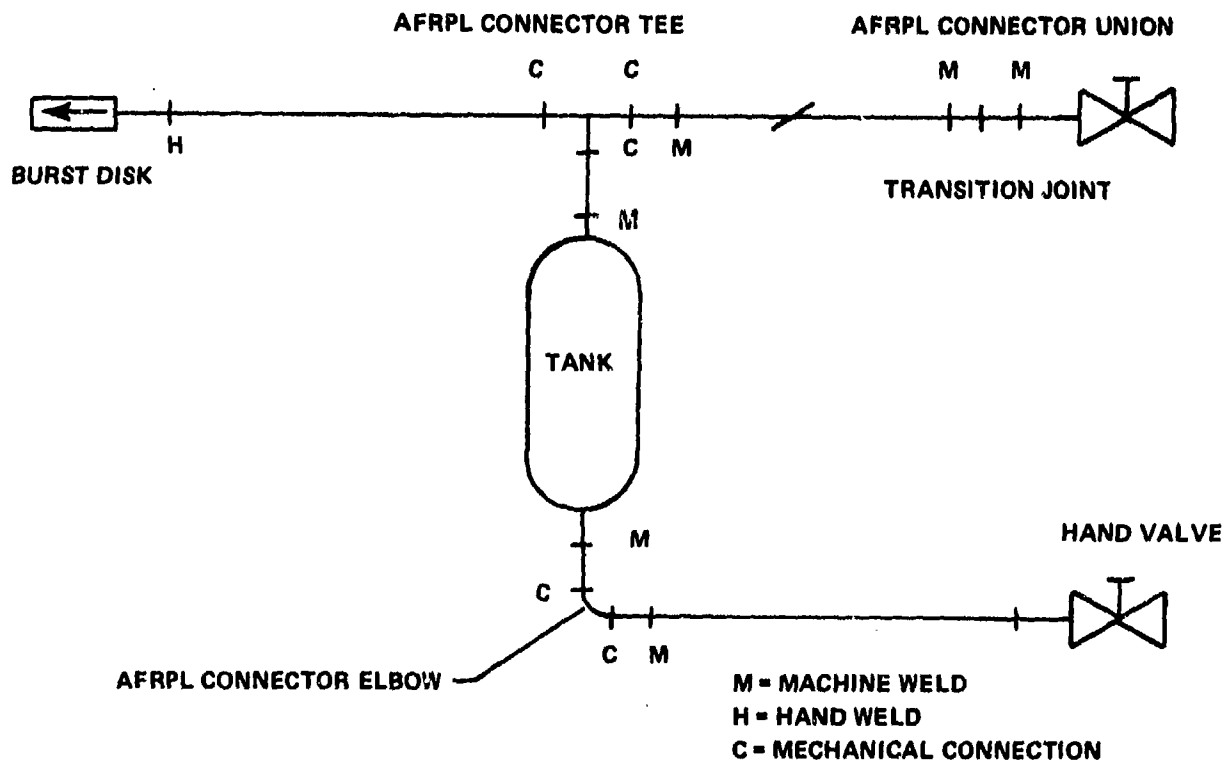 AFRPL CONNECTOR TEE
AFRPL CONNECTOR UNION
C C M M
H C M
BURST DISK
TRANSITION JOINT
M
TANK
M
HAND VALVE
C
C M
AFRPL CONNECTOR ELBOW
M = MACHINE WELD
H = HAND WELD
C = MECHANICAL CONNECTION